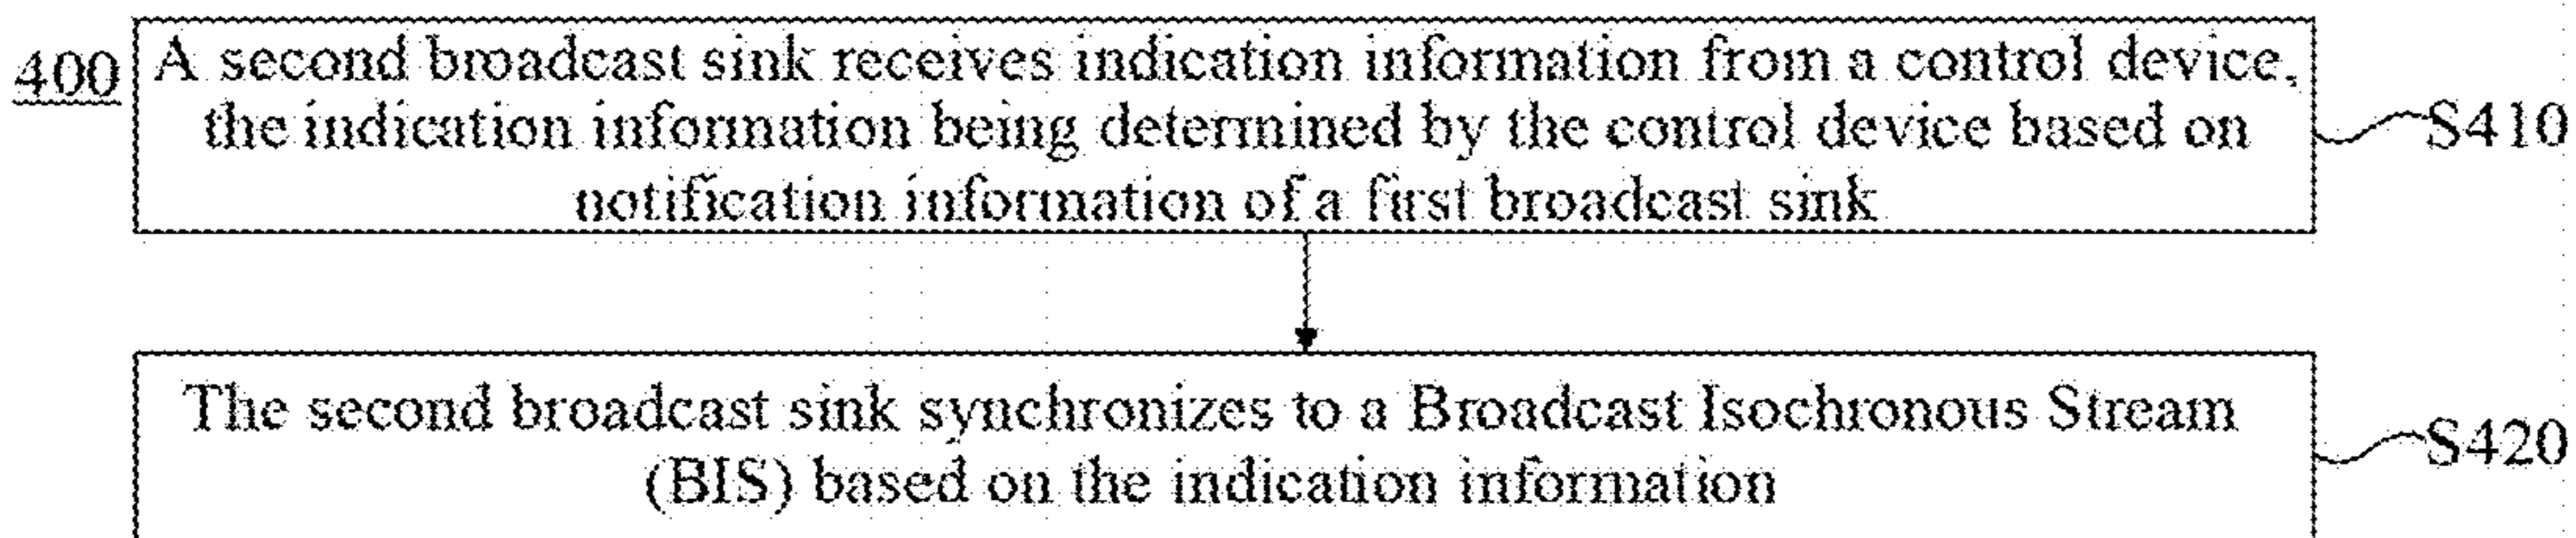 400
A second broadcast sink receives indication information from a control device,
the indication information being determined by the control device based on
notification information of a first broadcast sink
S410
The second broadcast sink synchronizes to a Broadcast Isochronous Stream
(BIS) based on the indication information
S420